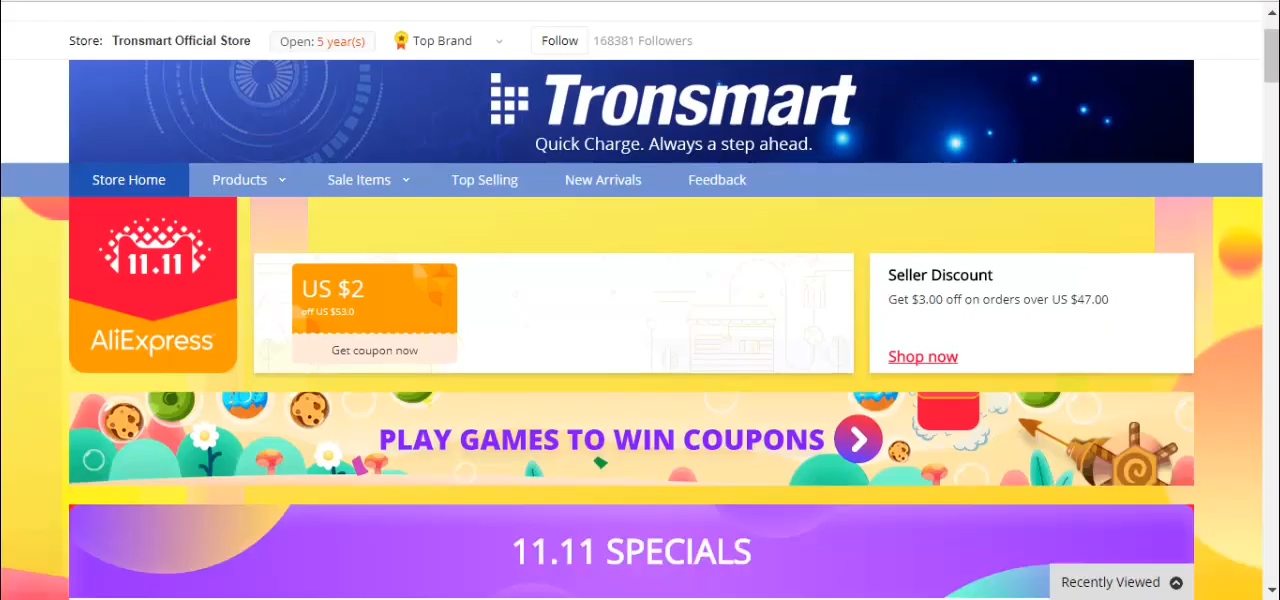 Store: Tronsmart Official Store Open: 5 year(s) Top Brand Follow 168381 Followers
Tronsmart
Quick Charge. Always a step ahead.
Store Home Products Sale Items Top Selling New Arrivals Feedback
11.11
AliExpress
US $2
off US $53.0
Get coupon now
Seller Discount
Get $3.00 off on orders over US $47.00
Shop now
PLAY GAMES TO WIN COUPONS
11.11 SPECIALS
Recently Viewed